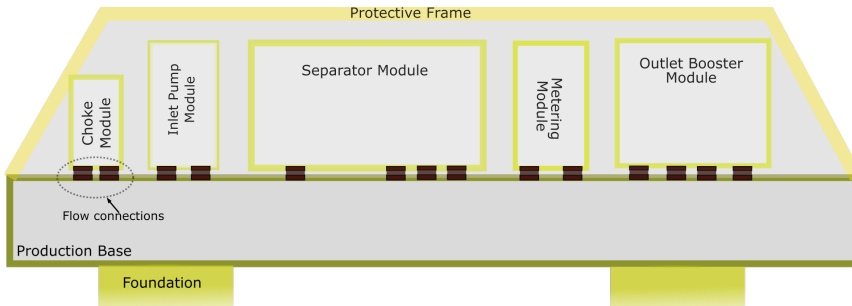 Protective Frame
Choke
Module
Inlet Pump
Module
Separator Module
Metering
Module
Outlet Booster
Module
Flow connections
Production Base
Foundation